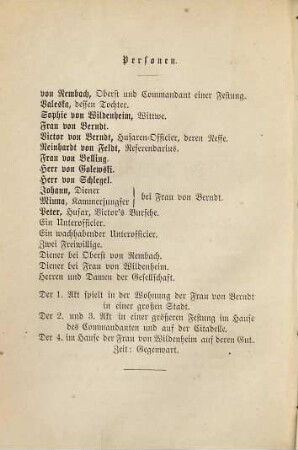 Personen.
von Rembach, Oberst und Commandant einer Festung.
Valeska, dessen Tochter.
Sophie von Wildenheim, Wittwe.
Frau von Berndt.
Victor von Berndt, Husaren-Officier, deren Neffe.
Reinhardt von Feldt, Referendarius.
Frau von Belling.
Herr von Golewski.
Herr von Schlegel.
Johann, Diener
Minna, Kammerjungfer } bei Frau von Berndt.
Peter, Husar, Victor's Bursche.
Ein Unterofficier.
Ein wachhabender Unterofficier.
Zwei Freiwillige.
Diener bei Oberst von Rembach.
Diener bei Frau von Wildenheim.
Herren und Damen der Gesellschaft.
Der 1. Akt spielt in der Wohnung der Frau von Berndt
in einer großen Stadt.
Der 2. und 3. Akt in einer größeren Festung im Hause
des Commandanten und auf der Citadelle.
Der 4. im Hause der Frau von Wildenheim auf deren Gut.
Zeit: Gegenwart.